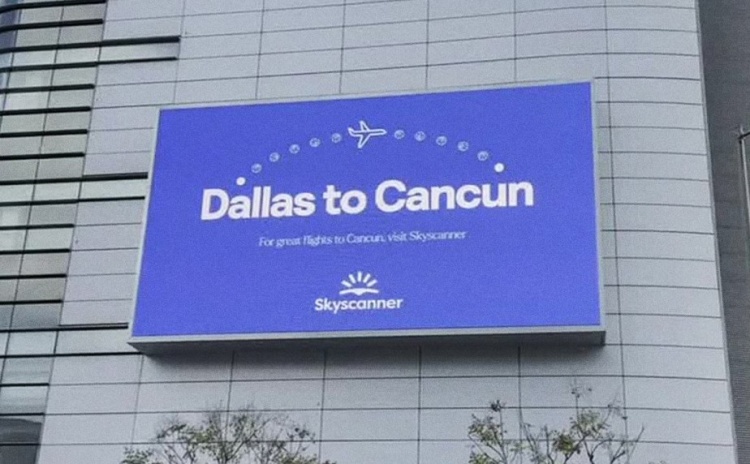 Dallas to Cancun
For great flights to Cancun, visit Skyscanner
Skyscanner